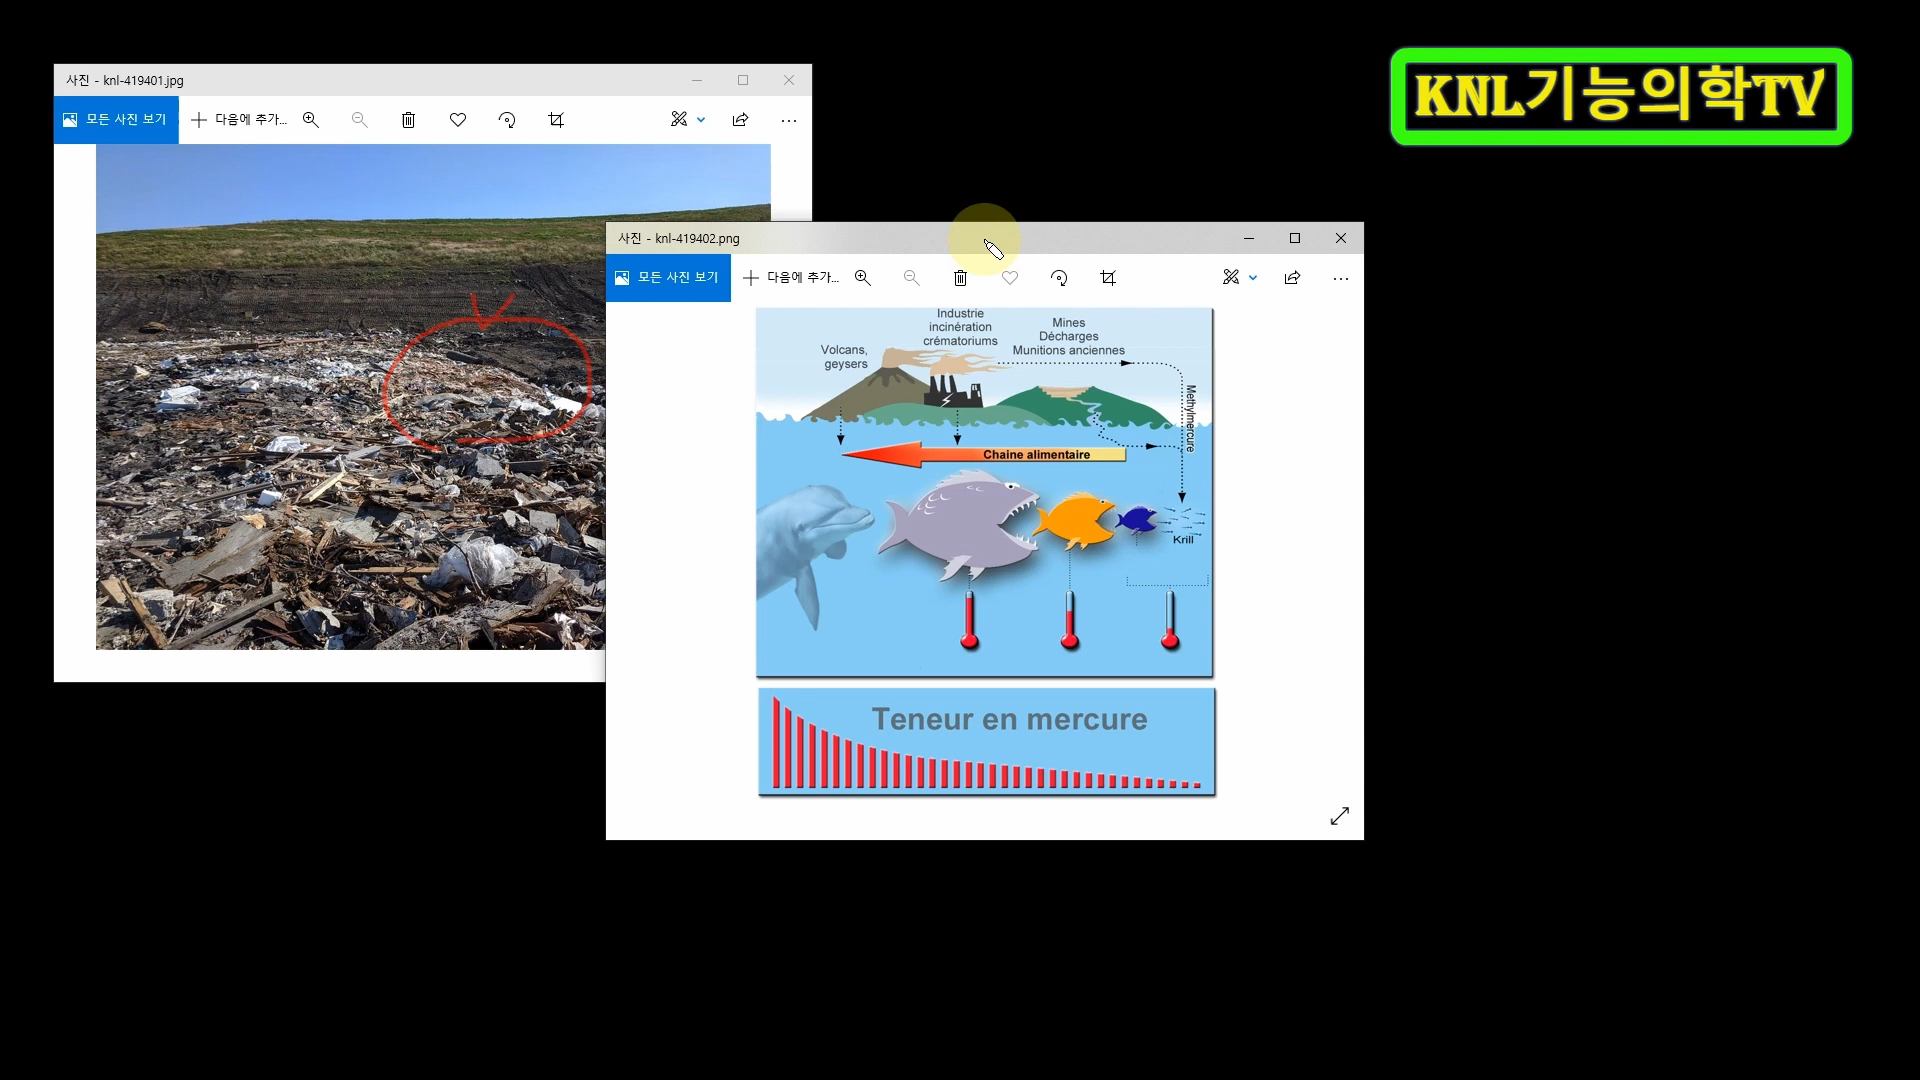 KNL기능의학TV
사진 - knl-419401.jpg
모든 사진 보기
다음에 추가...
사진 - knl-419402.png
모든 사진 보기
다음에 추가...
Volcans,
geysers
Industrie
incinération
crématoriums
Mines
Décharges
Munitions anciennes
Methylmercure
Chaine alimentaire
Krill
Teneur en mercure